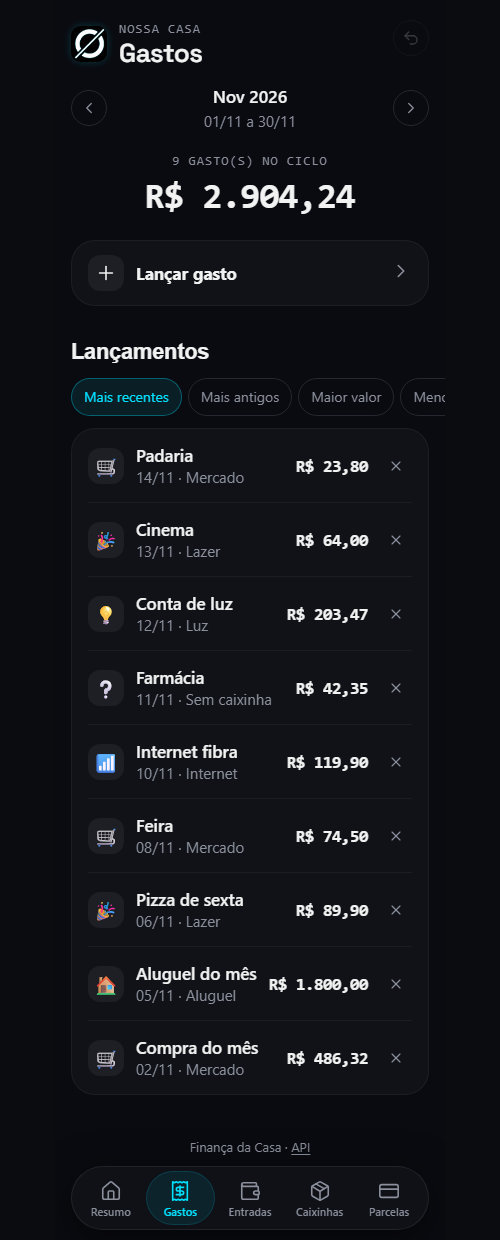 NOSSA CASA
Gastos
Nov 2026
01/11 a 30/11
9 GASTO(S) NO CICLO
R$ 2.904,24
Lançar gasto
Lançamentos
Mais recentes Mais antigos Maior valor Meno
Padaria
R$ 23,80
14/11 · Mercado
Cinema
R$ 64,00
13/11 · Lazer
Conta de luz
R$ 203,47
12/11 · Luz
Farmácia
R$ 42,35
11/11 · Sem caixinha
Internet fibra
R$ 119,90
10/11 · Internet
Feira
R$ 74,50
08/11 · Mercado
Pizza de sexta
R$ 89,90
06/11 · Lazer
Aluguel do mês
R$ 1.800,00
05/11 · Aluguel
Compra do mês
R$ 486,32
02/11 · Mercado
Finança da Casa · API
Resumo Gastos Entradas Caixinhas Parcelas